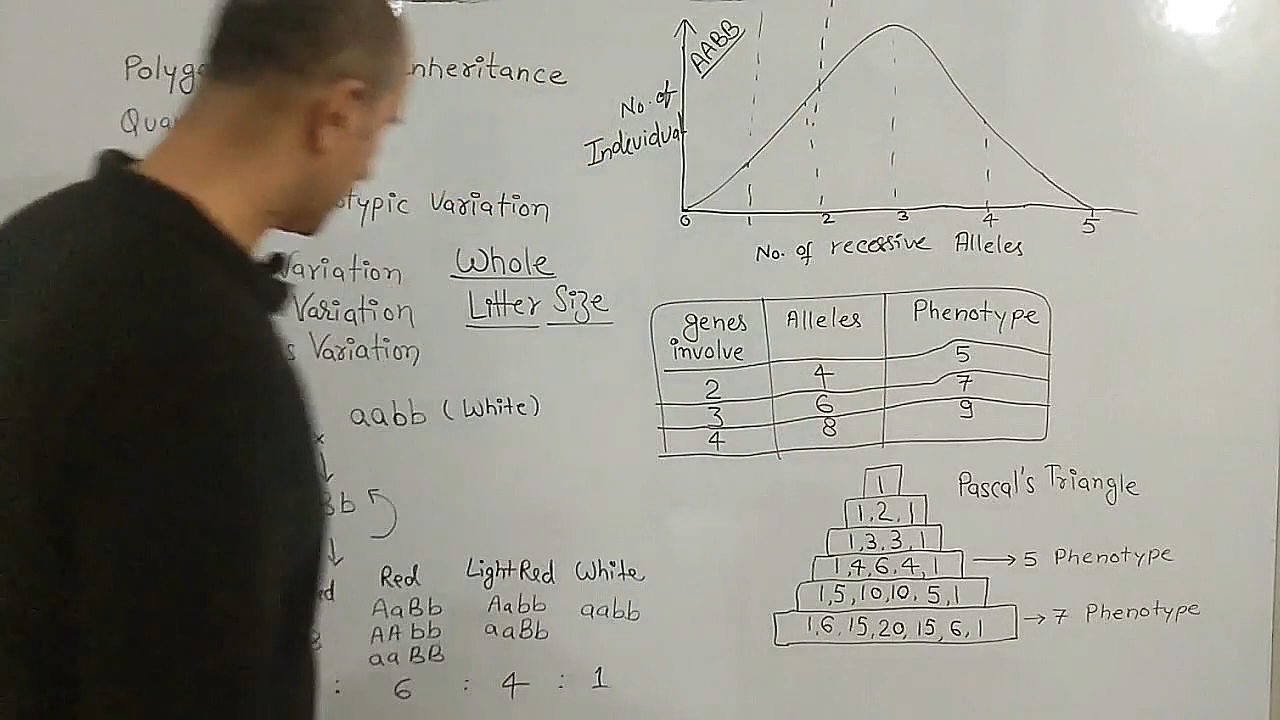 inheritance
Variation
Variation Whole
Variation Litter Size
Variation
aabb (White)
x
Bb
Red Light Red White
AaBb Aabb aabb
AAbb aaBb
aaBB
: 6 : 4 : 1
AABB
No. of
Indevidual
0 1 2 3 4 5
No. of recessive Alleles
genes involve Alleles Phenotype
2 4 5
3 6 7
4 8 9
Pascal's Triangle
1
1,2,1
1,3,3,1
1,4,6,4,1 → 5 Phenotype
1,5,10,10,5,1
1,6,15,20,15,6,1 → 7 Phenotype